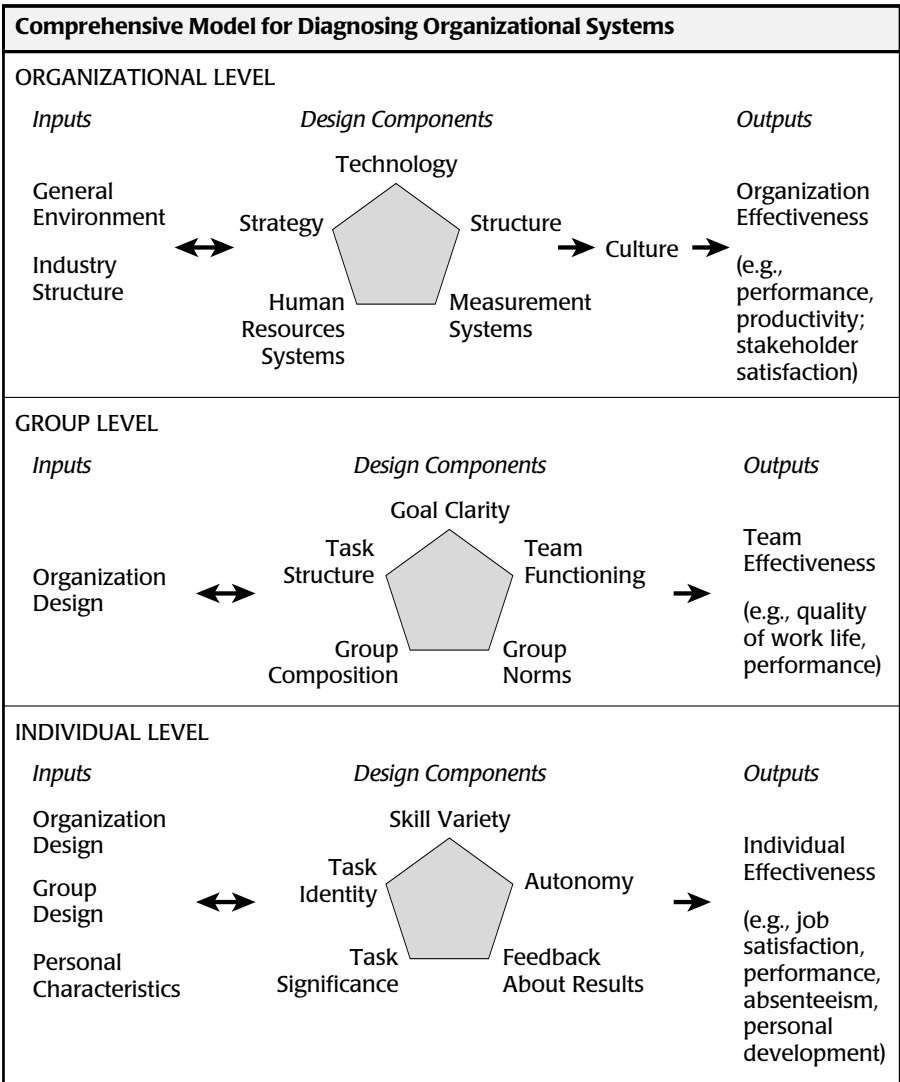 Comprehensive Model for Diagnosing Organizational Systems
ORGANIZATIONAL LEVEL
Inputs
Design Components
Outputs
General
Environment
Industry
Structure
Technology
Strategy
Structure
Human
Resources
Systems
Measurement
Systems
Culture
Organization
Effectiveness
(e.g.,
performance,
productivity;
stakeholder
satisfaction)
GROUP LEVEL
Inputs
Design Components
Outputs
Organization
Design
Goal Clarity
Task
Structure
Team
Functioning
Group
Composition
Group
Norms
Team
Effectiveness
(e.g., quality
of work life,
performance)
INDIVIDUAL LEVEL
Inputs
Design Components
Outputs
Organization
Design
Group
Design
Personal
Characteristics
Skill Variety
Task
Identity
Autonomy
Task
Significance
Feedback
About Results
Individual
Effectiveness
(e.g., job
satisfaction,
performance,
absenteeism,
personal
development)